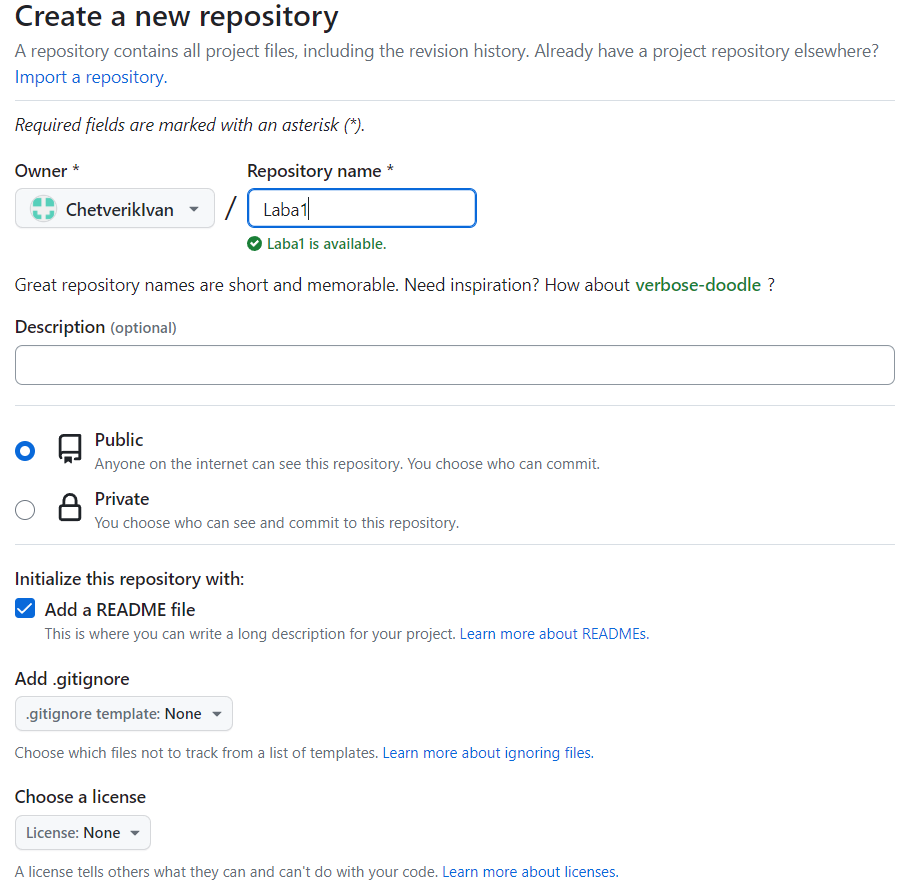 Create a new repository
A repository contains all project files, including the revision history. Already have a project repository elsewhere?
Import a repository.
Required fields are marked with an asterisk (*).
Owner *
Repository name *
ChetverikIvan
/
Laba1
Laba1 is available.
Great repository names are short and memorable. Need inspiration? How about verbose-doodle ?
Description (optional)
Public
Anyone on the internet can see this repository. You choose who can commit.
Private
You choose who can see and commit to this repository.
Initialize this repository with:
Add a README file
This is where you can write a long description for your project. Learn more about READMEs.
Add .gitignore
.gitignore template: None
Choose which files not to track from a list of templates. Learn more about ignoring files.
Choose a license
License: None
A license tells others what they can and can't do with your code. Learn more about licenses.